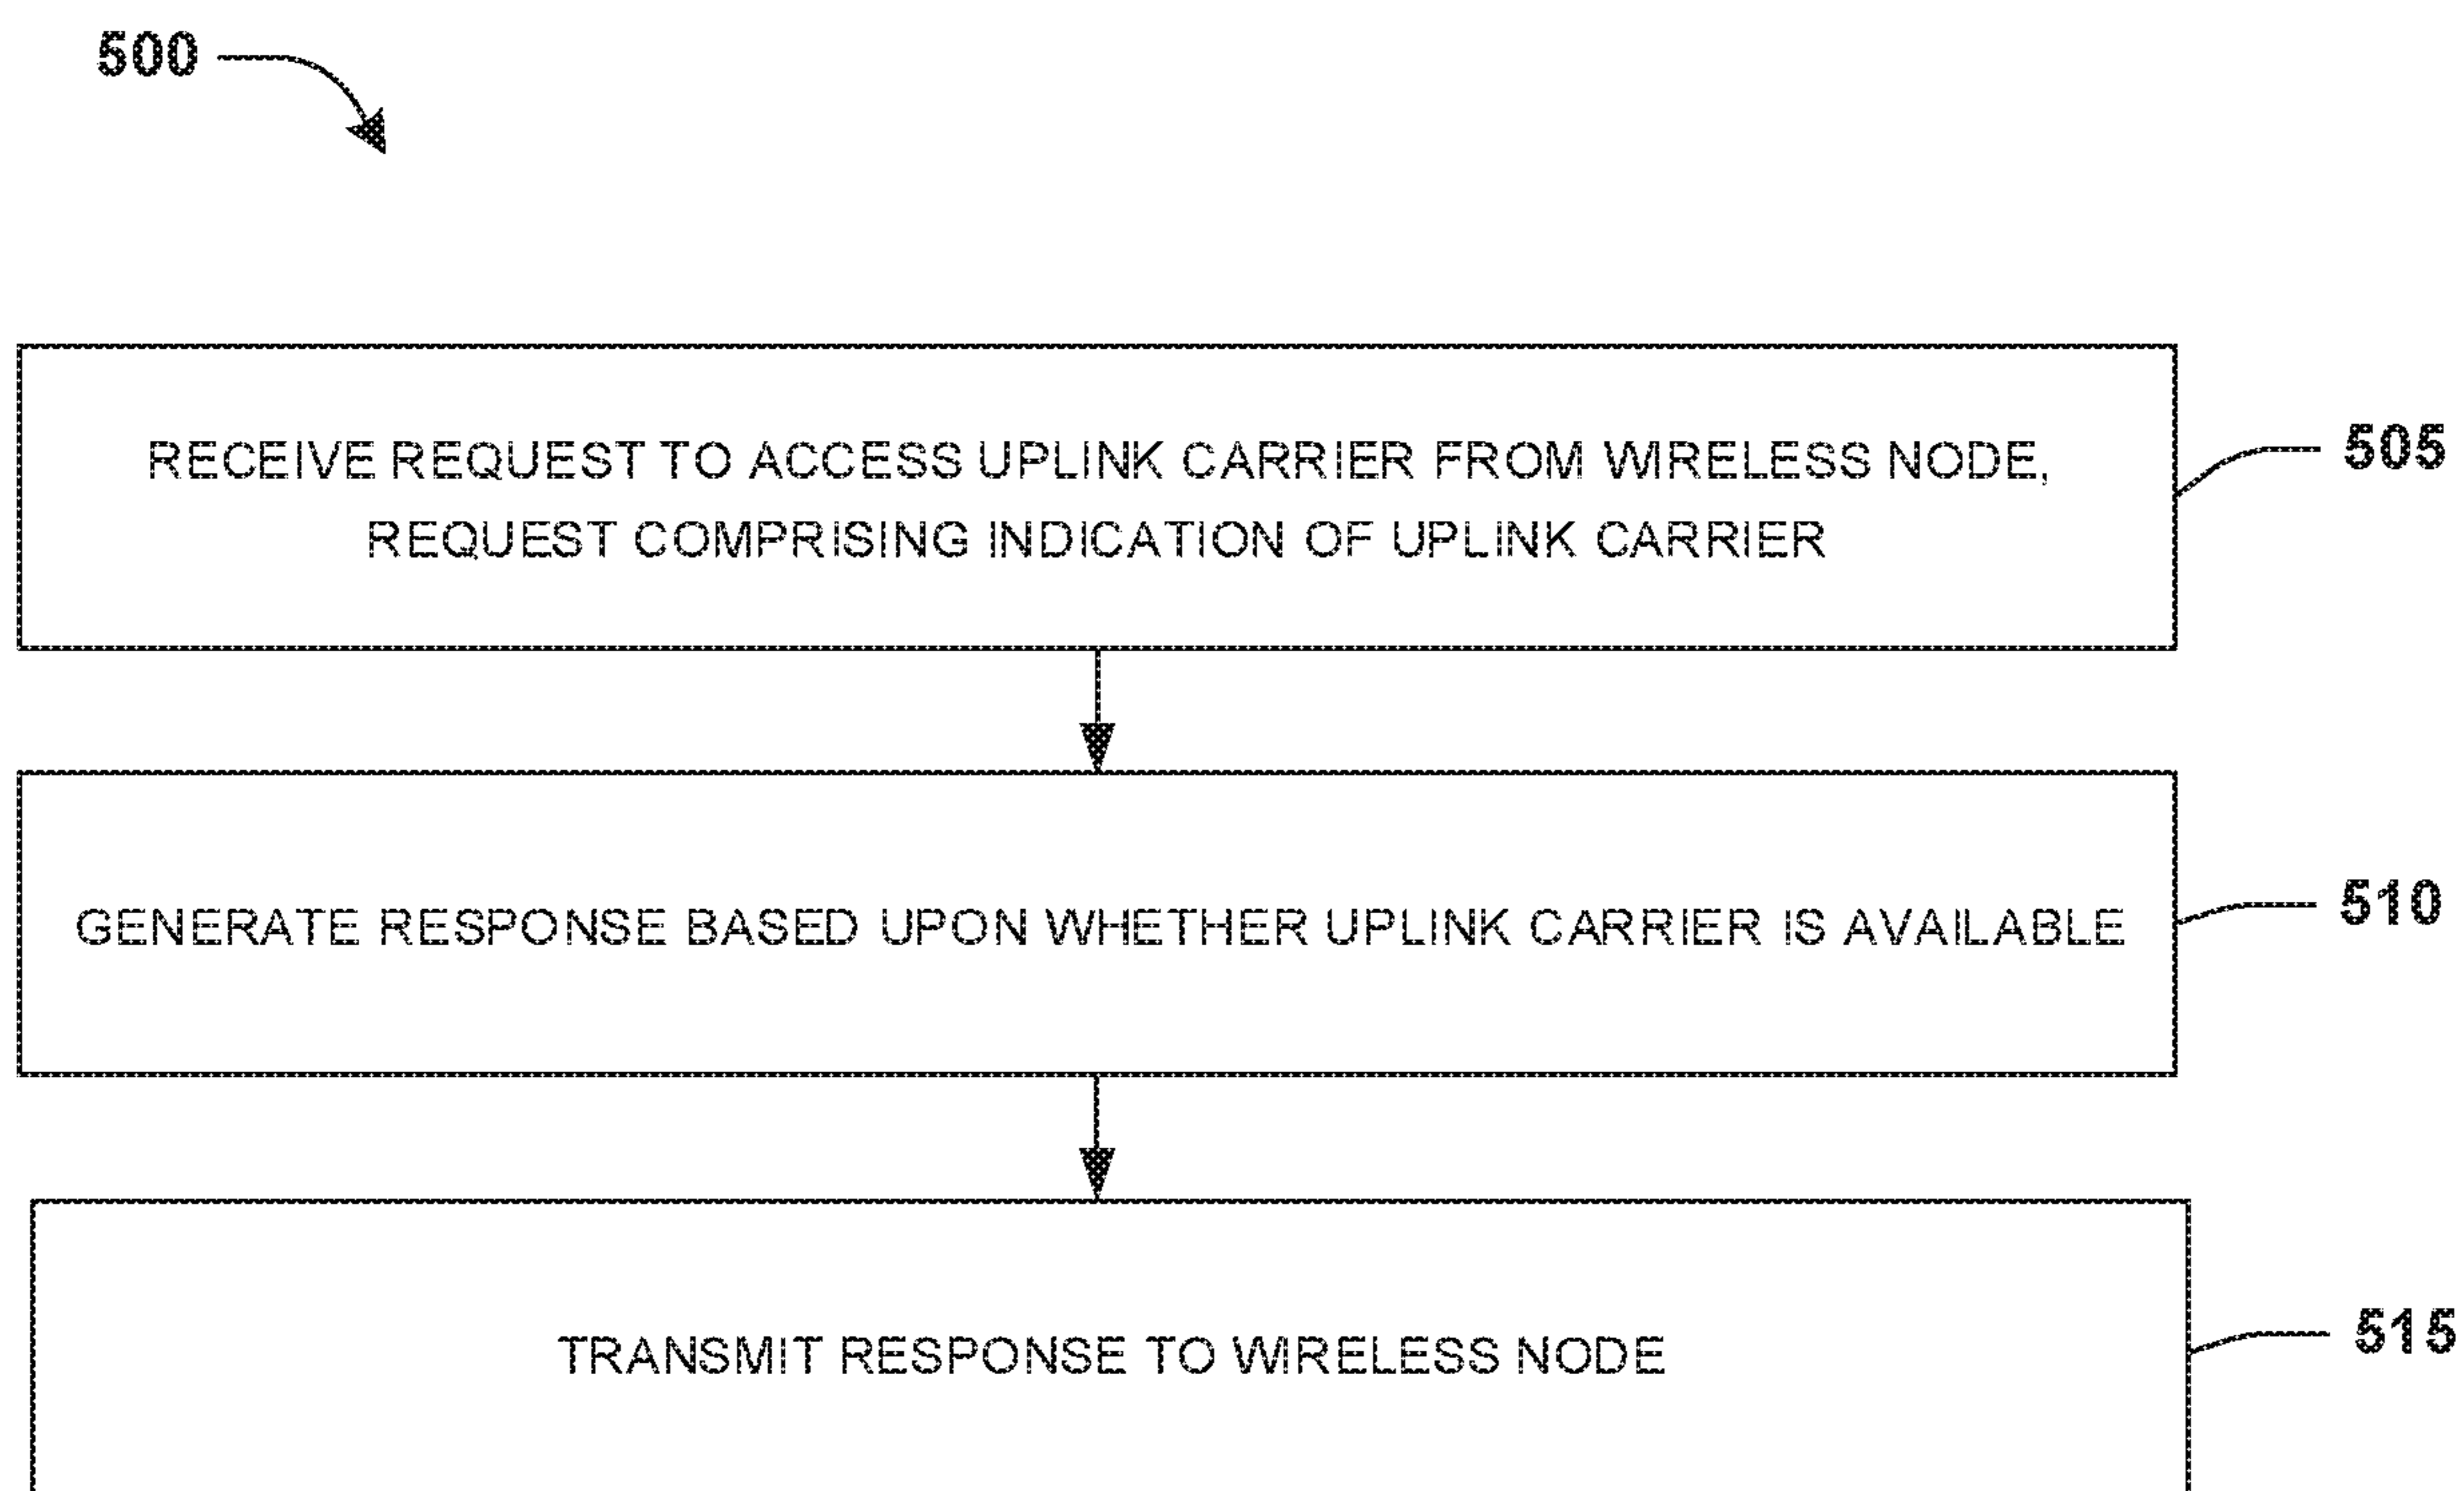 500
RECEIVE REQUEST TO ACCESS UPLINK CARRIER FROM WIRELESS NODE,
REQUEST COMPRISING INDICATION OF UPLINK CARRIER
505
GENERATE RESPONSE BASED UPON WHETHER UPLINK CARRIER IS AVAILABLE
510
TRANSMIT RESPONSE TO WIRELESS NODE
515